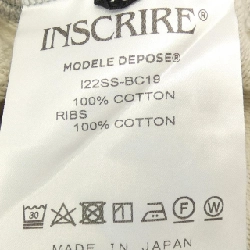 INSCRIRE®
MODELE DEPOSE®
I22SS-BC19
100% COTTON
RIBS
100% COTTON
30 P F W
MADE IN JAPAN